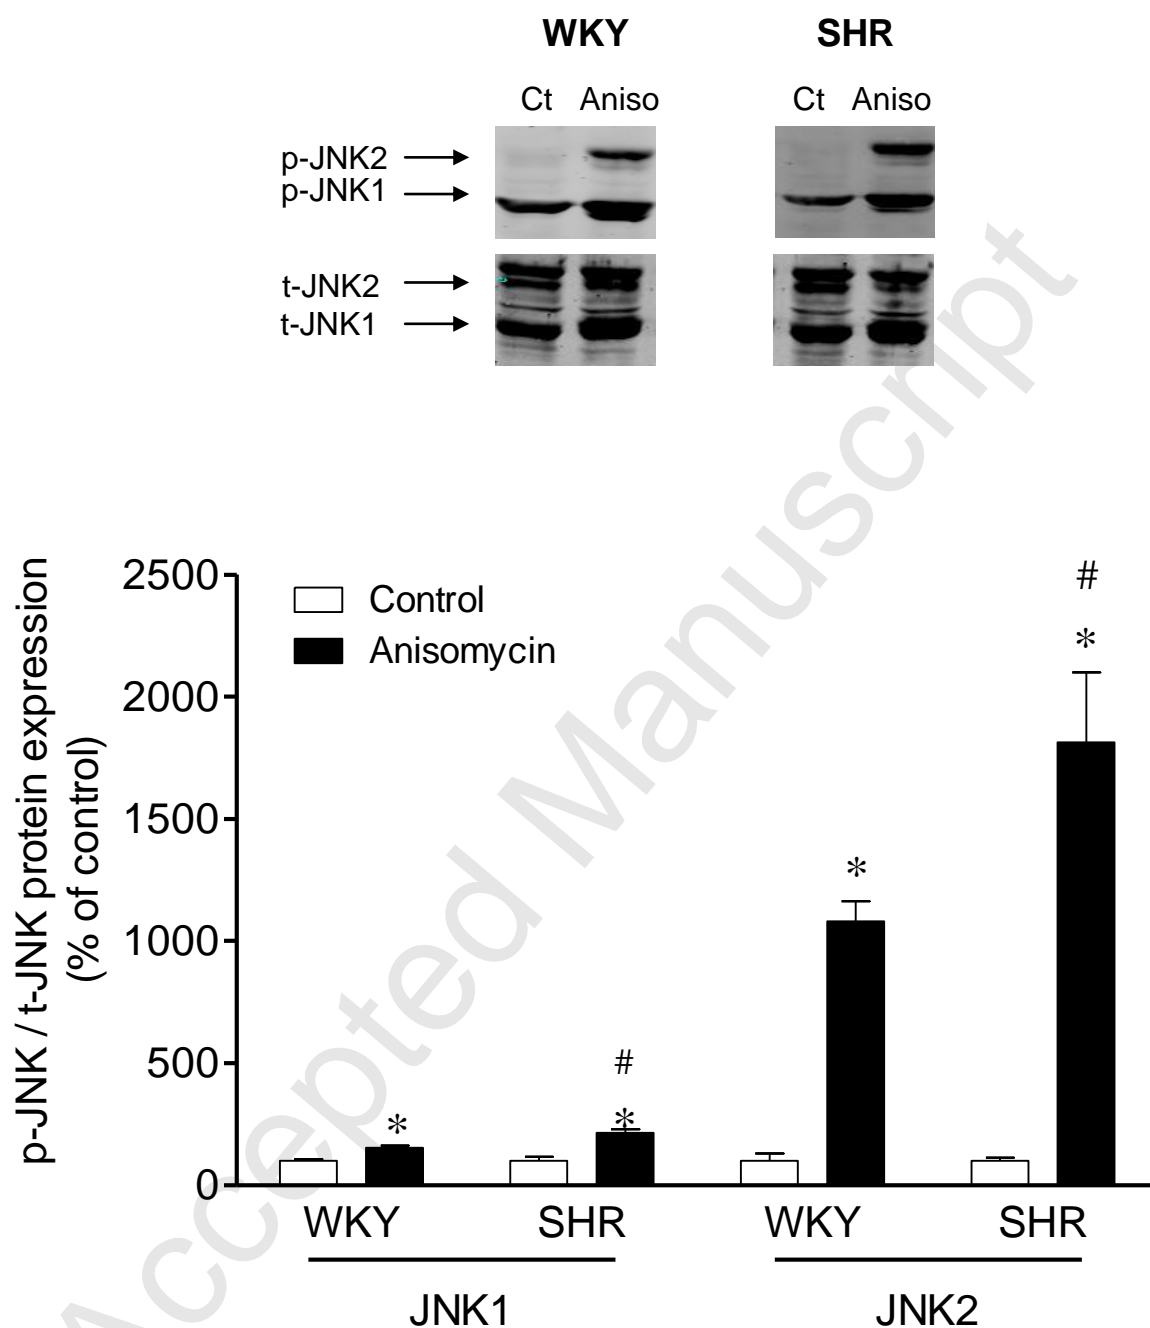 WKY SHR
Ct Aniso Ct Aniso
p-JNK2
p-JNK1
t-JNK2
t-JNK1
p-JNK / t-JNK protein expression
(% of control)
2500
2000
1500
1000
500
0
Control
Anisomycin
*
#
*
*
#
*
WKY SHR WKY SHR
JNK1 JNK2
Accepted Manuscript